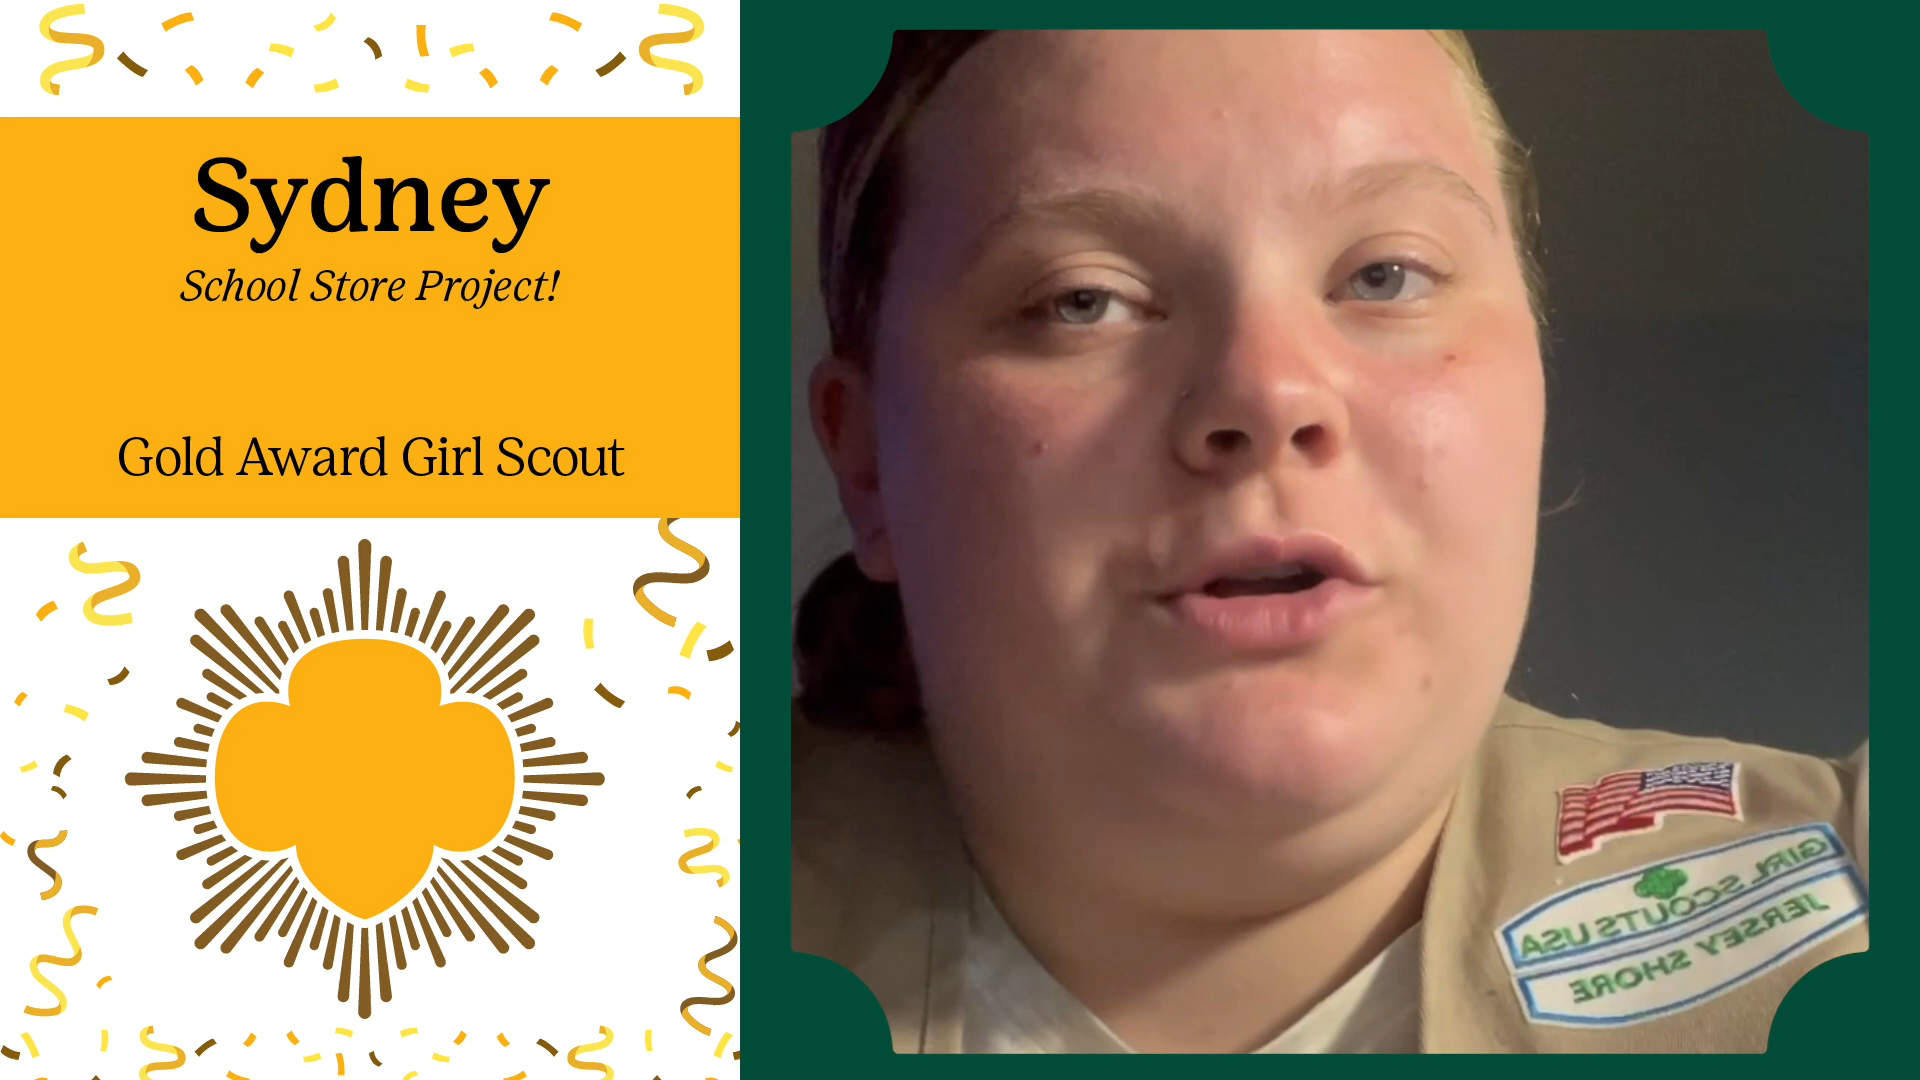 Sydney
School Store Project!
Gold Award Girl Scout
GIRL SCOUTS USA
JERSEY SHORE